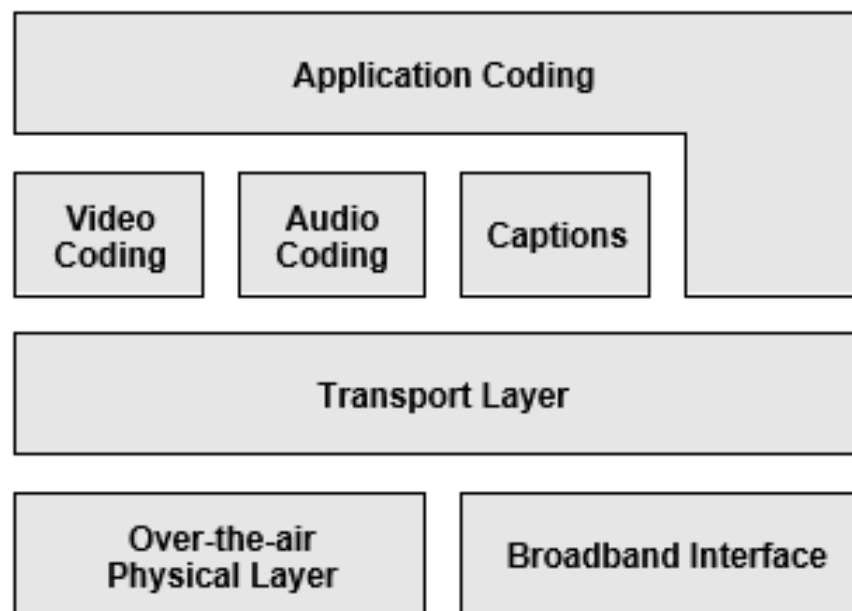 Application Coding
Video
Coding
Audio
Coding
Captions
Transport Layer
Over-the-air
Physical Layer
Broadband Interface